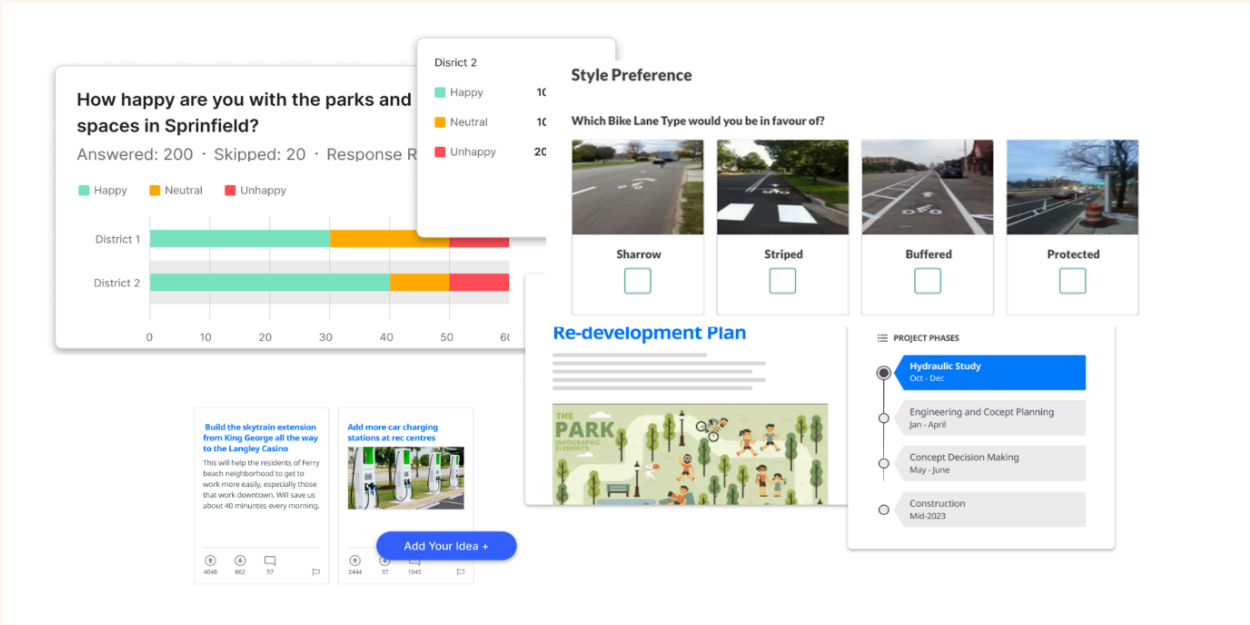 How happy are you with the parks and
spaces in Sprinfield?
Answered: 200 · Skipped: 20 · Response R
Happy
Neutral
Unhappy
District 1
District 2
0
10
20
30
40
50
Disrict 2
Happy
Neutral
Unhappy
20
Style Preference
Which Bike Lane Type would you be in favour of?
Sharrow
Striped
Buffered
Protected
Re-development Plan
THE
PARK
INFOGRAPHIC
ELEMENTS
PROJECT PHASES
Hydraulic Study
Oct - Dec
Engineering and Cocept Planning
Jan - April
Concept Decision Making
May - June
Construction
Mid-2023
Build the skytrain extension
from King George all the way
to the Langley Casino
This will help the residents of Ferry
beach neighborhood to get to
work more easily, especially those
that work downtown. Will save us
about 40 minuntes every morning.
4048
862
57
Add more car charging
stations at rec centres
2444
37
1045
Add Your Idea +